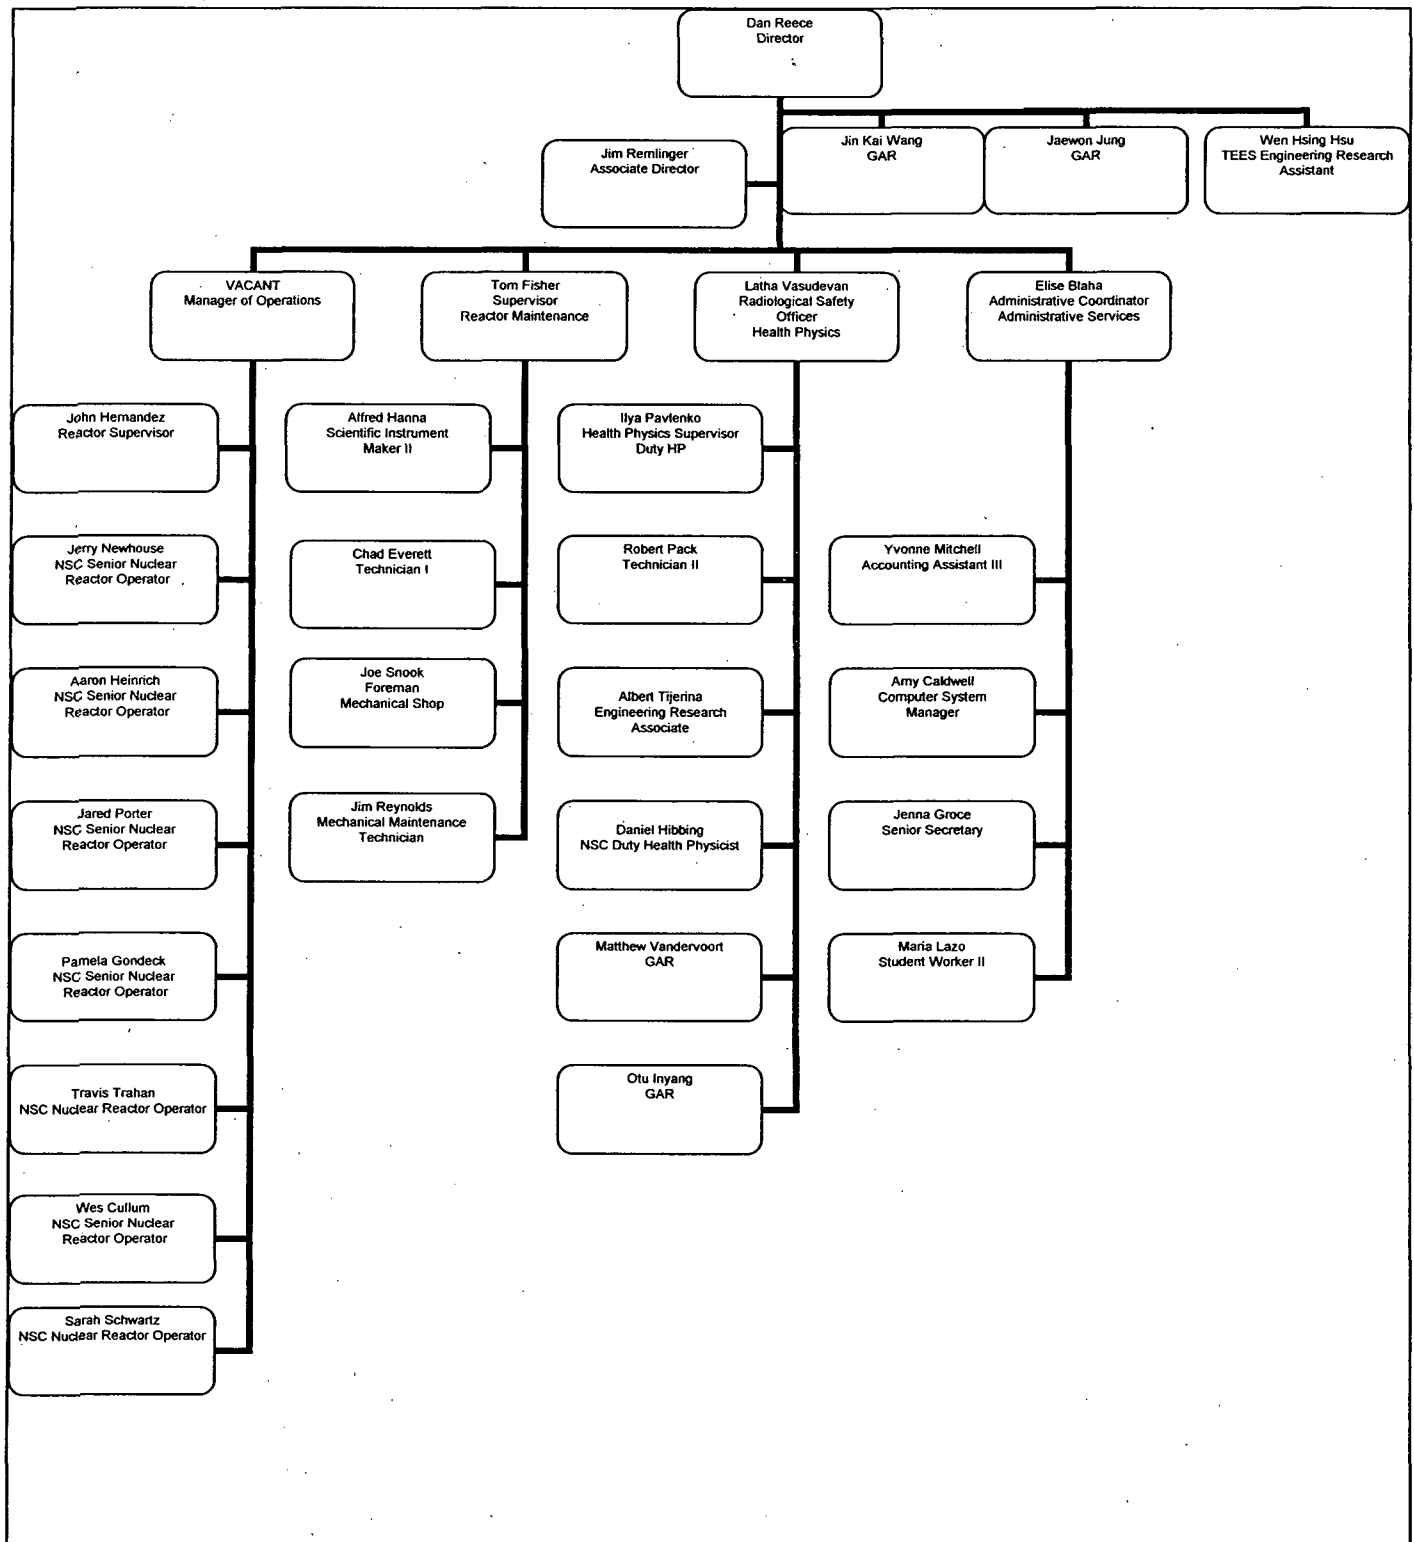 Dan Reece
Director
Jim Remlinger
Associate Director
Jin Kai Wang
GAR
Jaewon Jung
GAR
Wen Hsing Hsu
TEES Engineering Research
Assistant
VACANT
Manager of Operations
Tom Fisher
Supervisor
Reactor Maintenance
Latha Vasudevan
Radiological Safety
Officer
Health Physics
Elise Blaha
Administrative Coordinator
Administrative Services
John Hernandez
Reactor Supervisor
Jerry Newhouse
NSC Senior Nuclear
Reactor Operator
Aaron Heinrich
NSC Senior Nuclear
Reactor Operator
Jared Porter
NSC Senior Nuclear
Reactor Operator
Pamela Gondeck
NSC Senior Nuclear
Reactor Operator
Travis Trahan
NSC Nuclear Reactor Operator
Wes Cullum
NSC Senior Nuclear
Reactor Operator
Sarah Schwartz
NSC Nuclear Reactor Operator
Alfred Hanna
Scientific Instrument
Maker II
Chad Everett
Technician I
Joe Snook
Foreman
Mechanical Shop
Jim Reynolds
Mechanical Maintenance
Technician
Ilya Pavlenko
Health Physics Supervisor
Duty HP
Robert Pack
Technician II
Albert Tijerina
Engineering Research
Associate
Daniel Hibbing
NSC Duty Health Physicist
Matthew Vandervoort
GAR
Otu Inyang
GAR
Yvonne Mitchell
Accounting Assistant III
Amy Caldwell
Computer System
Manager
Jenna Groce
Senior Secretary
Maria Lazo
Student Worker II